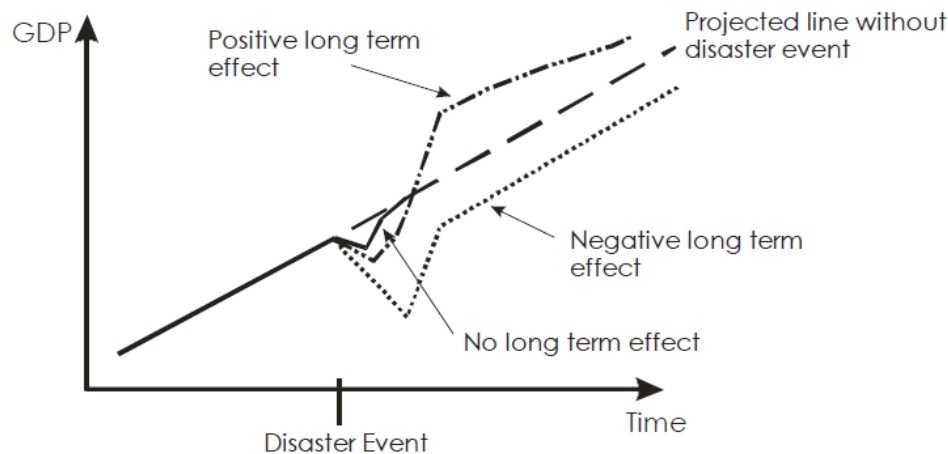 GDP
Positive long term
effect
Projected line without
disaster event
Negative long term
effect
No long term effect
Time
Disaster Event